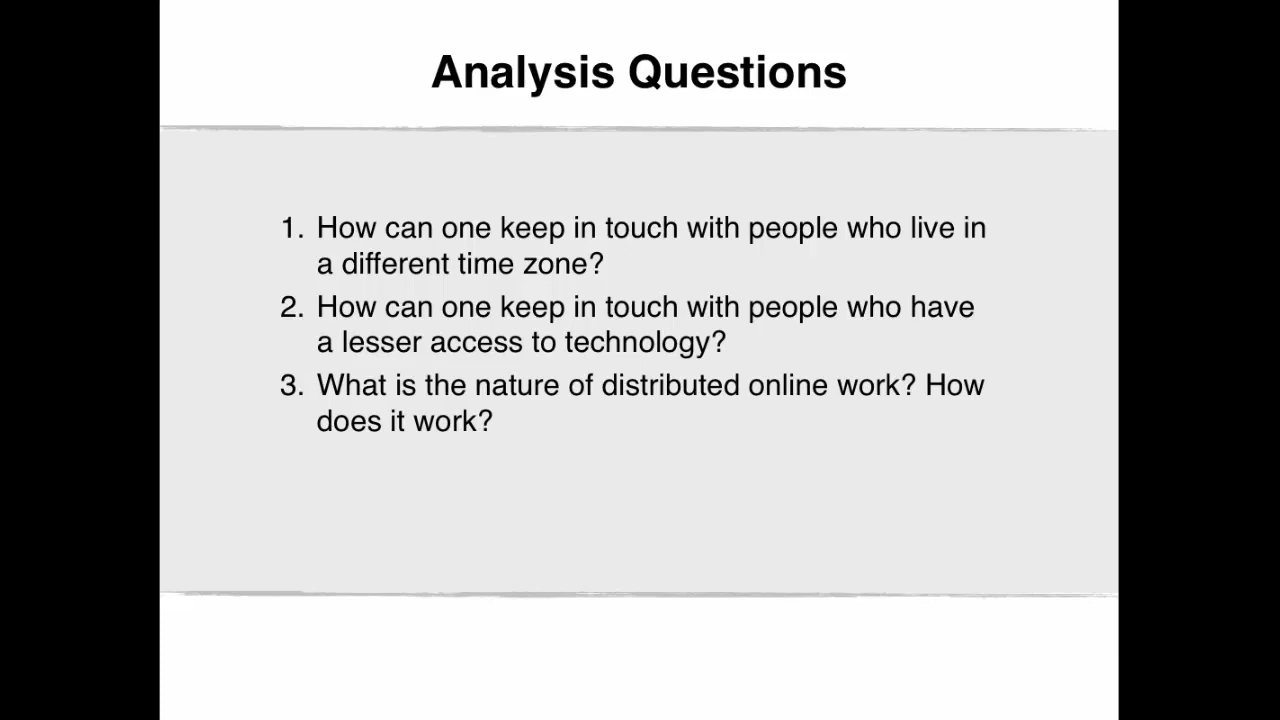 Analysis Questions
1. How can one keep in touch with people who live in
a different time zone?
2. How can one keep in touch with people who have
a lesser access to technology?
3. What is the nature of distributed online work? How
does it work?